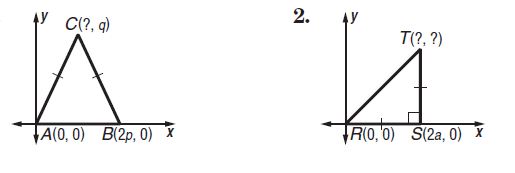 y
C(?, q)
A(0, 0) B(2p, 0) x
2.
y
T(?, ?)
R(0, 0) S(2a, 0) x